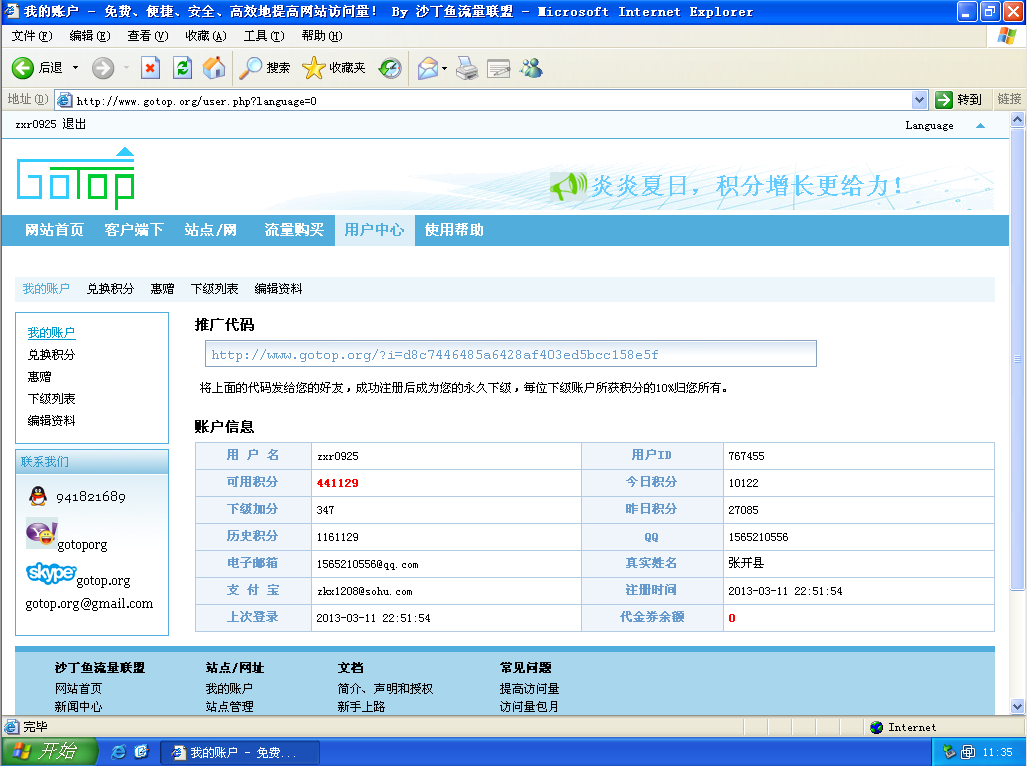 我的账户 - 免费、便捷、安全、高效地提高网站访问量! By 沙丁鱼流量联盟 - Microsoft Internet Explorer
文件(F) 编辑(E) 查看(V) 收藏(A) 工具(T) 帮助(H)
后退 搜索 收藏夹
地址(D) http://www.gotop.org/user.php?language=0 转到 链接
zxr0925 退出 Language
GoTop 炎炎夏日，积分增长更给力！
网站首页 客户端下 站点/网 流量购买 用户中心 使用帮助
我的账户 兑换积分 惠赠 下级列表 编辑资料
我的账户
兑换积分
惠赠
下级列表
编辑资料
联系我们
941821689
gotoporg
skype gotop.org
gotop.org@gmail.com
推广代码
http://www.gotop.org/?i=d8c7446485a6428af403ed5bcc158e5f
将上面的代码发给您的好友，成功注册后成为您的永久下级，每位下级账户所获积分的10%归您所有。
账户信息
用 户 名 zxr0925 用户ID 767455
可用积分 441129 今日积分 10122
下级加分 347 昨日积分 27085
历史积分 1161129 QQ 1565210556
电子邮箱 1565210556@qq.com 真实姓名 张开县
支 付 宝 zkx1208@sohu.com 注册时间 2013-03-11 22:51:54
上次登录 2013-03-11 22:51:54 代金券余额 0
沙丁鱼流量联盟 站点/网址 文档 常见问题
网站首页 我的账户 简介、声明和授权 提高访问量
新闻中心 站点管理 新手上路 访问量包月
完毕 Internet
开始 我的账户 - 免费... 11:35